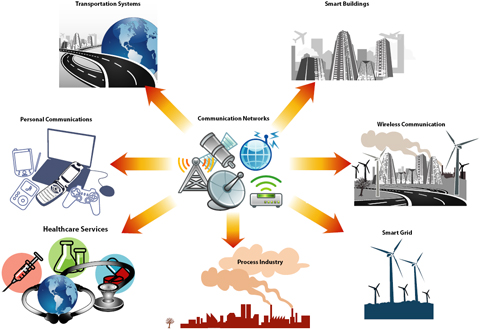 Transportation Systems
Smart Buildings
Personal Communications
Communication Networks
Wireless Communication
Healthcare Services
Process Industry
Smart Grid